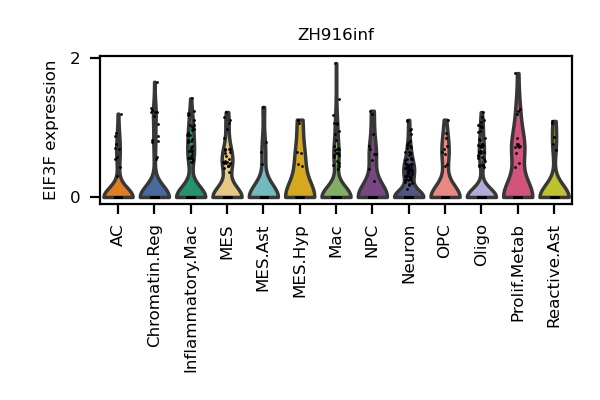 ZH916inf
EIF3F expression
2
0
AC
Chromatin.Reg
Inflammatory.Mac
MES
MES.Ast
MES.Hyp
Mac
NPC
Neuron
OPC
Oligo
Prolif.Metab
Reactive.Ast